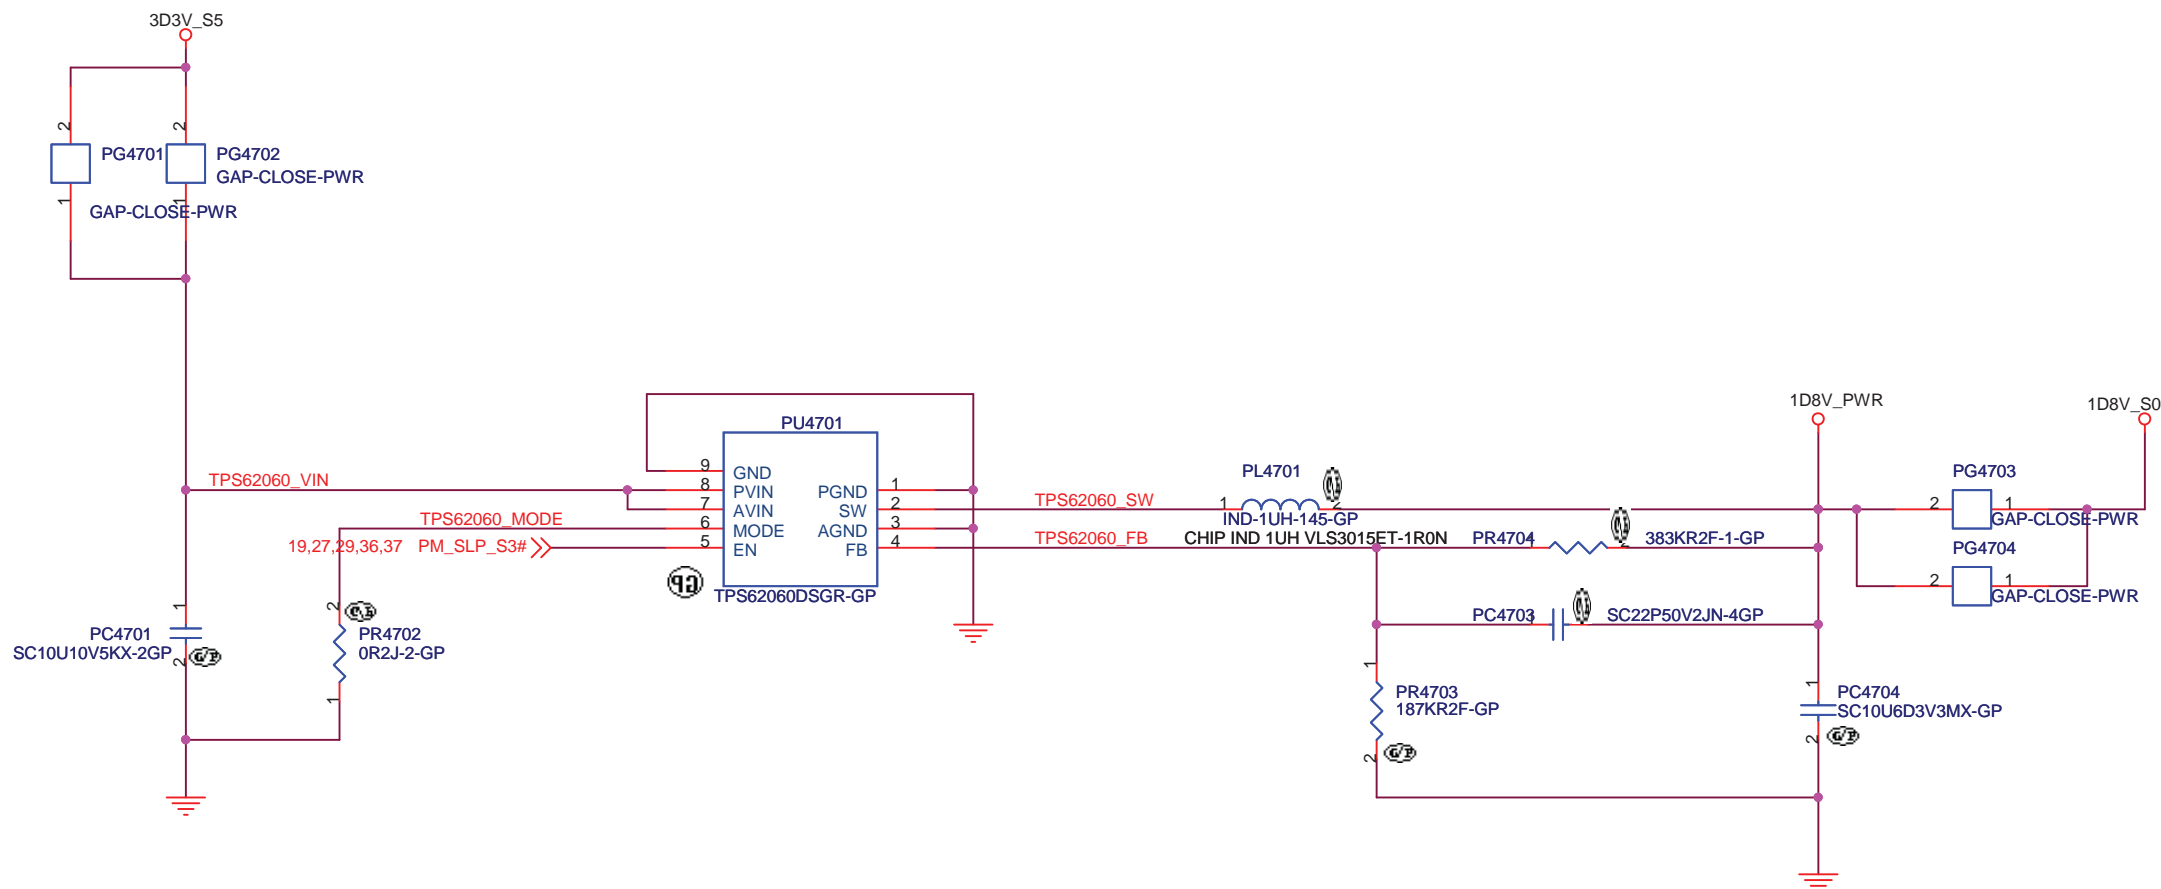 3D3V_S5
2
2
PG4701
PG4702
GAP-CLOSE-PWR
1
1
GAP-CLOSE-PWR
1D8V_PWR
1D8V_S0
PU4701
TPS62060_VIN
9
GND
8
PVIN
7
AVIN
6
MODE
5
EN
PGND
1
SW
2
AGND
3
FB
4
TPS62060_MODE
19,27,29,36,37 PM_SLP_S3#
TPS62060DSGR-GP
TPS62060_SW
PL4701
1
2
IND-1UH-145-GP
TPS62060_FB
CHIP IND 1UH VLS3015ET-1R0N
PR4704
1
2
383KR2F-1-GP
PG4703
2
1
GAP-CLOSE-PWR
PG4704
2
1
GAP-CLOSE-PWR
GP
1
PC4701
SC10U10V5KX-2GP
2
G/P
2
PR4702
0R2J-2-GP
1
PC4703
SC22P50V2JN-4GP
1
PR4703
187KR2F-GP
2
G/P
1
PC4704
SC10U6D3V3MX-GP
2
G/P